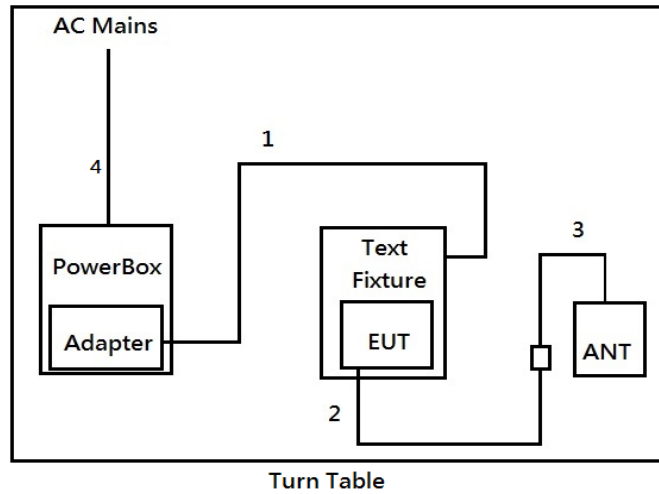 AC Mains
1
4
3
PowerBox
Text
Fixture
Adapter
EUT
ANT
2
Turn Table